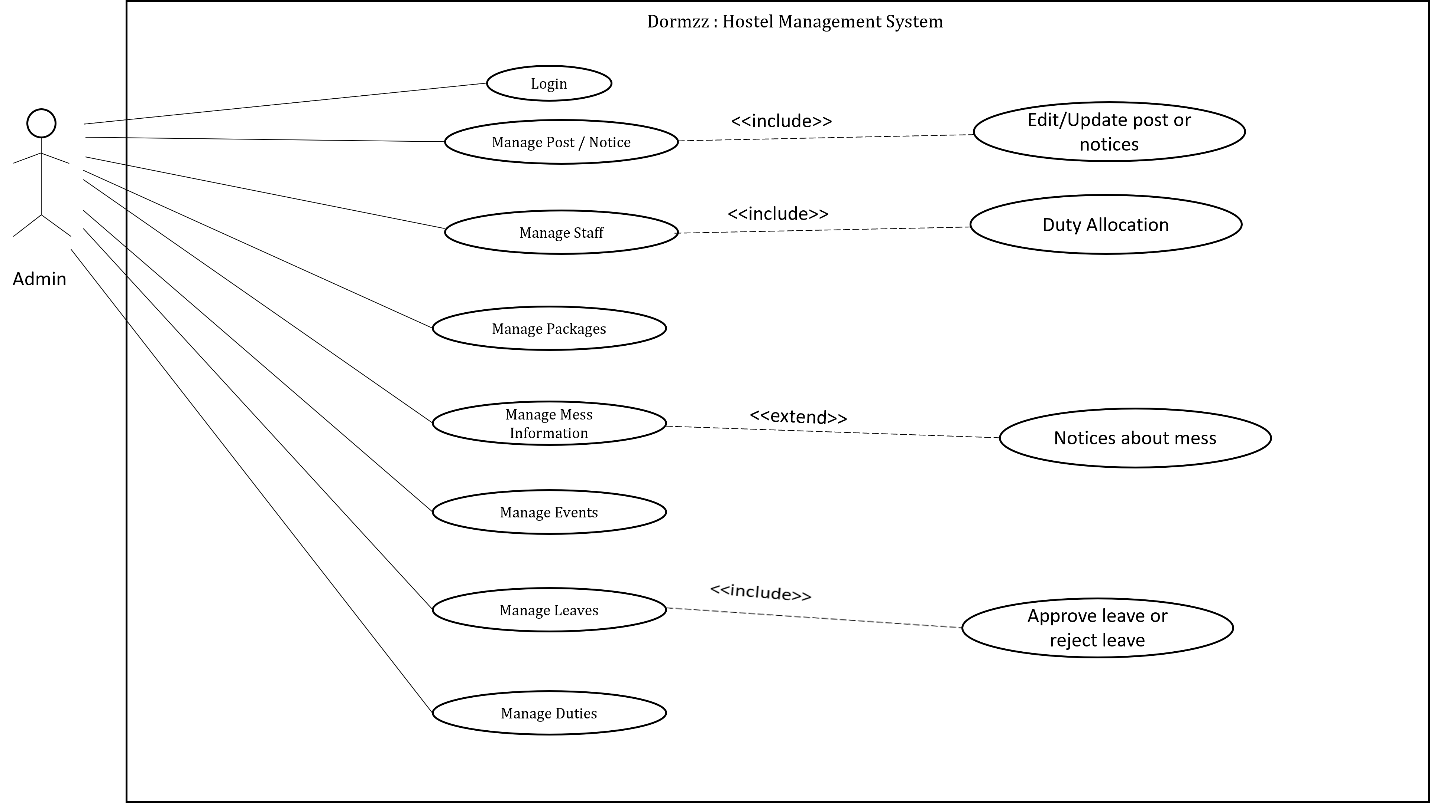 Dormzz : Hostel Management System
Login
Manage Post / Notice
<<include>>
Edit/Update post or
notices
Manage Staff
<<include>>
Duty Allocation
Admin
Manage Packages
Manage Mess
Information
<<extend>>
Notices about mess
Manage Events
Manage Leaves
<<include>>
Approve leave or
reject leave
Manage Duties